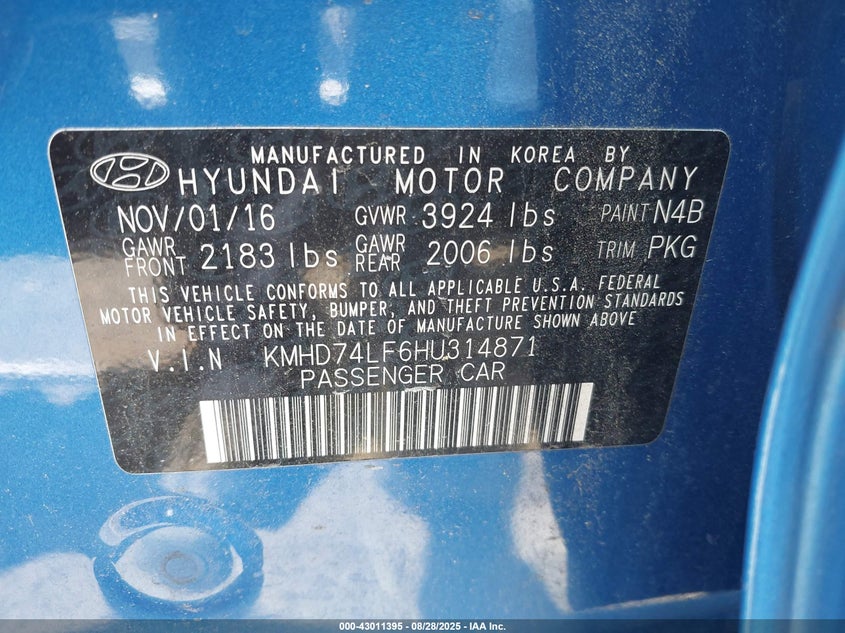 MANUFACTURED IN KOREA BY
HYUNDAI MOTOR COMPANY
NOV/01/16 GVWR 3924 lbs PAINT N4B
GAWR FRONT 2183 lbs GAWR REAR 2006 lbs TRIM PKG
THIS VEHICLE CONFORMS TO ALL APPLICABLE U.S.A. FEDERAL
MOTOR VEHICLE SAFETY, BUMPER, AND THEFT PREVENTION STANDARDS
IN EFFECT ON THE DATE OF MANUFACTURE SHOWN ABOVE
V.I.N KMHD74LF6HU314871
PASSENGER CAR
000-43011395 - 08/28/2025 - IAA Inc.